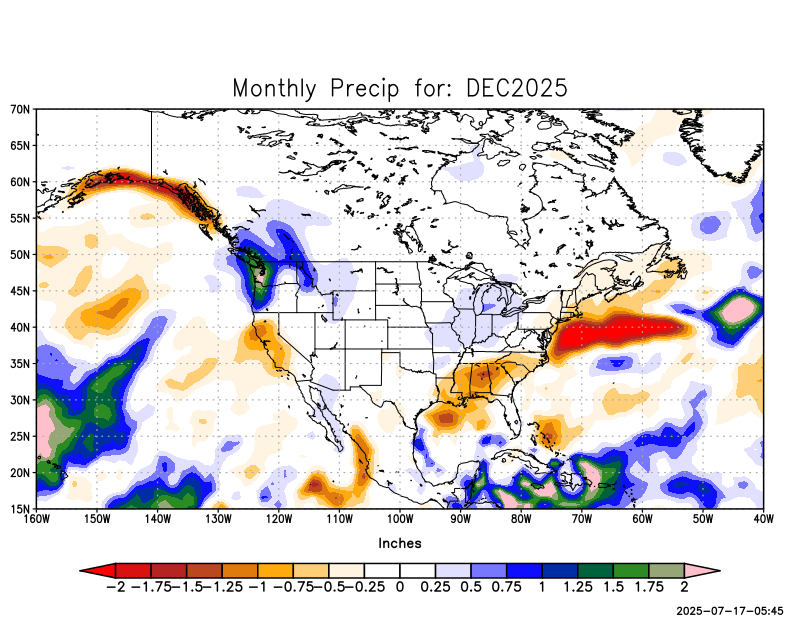 Monthly Precip for: DEC2025
70N
65N
60N
55N
50N
45N
40N
35N
30N
25N
20N
15N
160W 150W 140W 130W 120W 110W 100W 90W 80W 70W 60W 50W 40W
Inches
-2 -1.75 -1.5 -1.25 -1 -0.75 -0.5 -0.25 0 0.25 0.5 0.75 1 1.25 1.5 1.75 2
2025-07-17-05:45